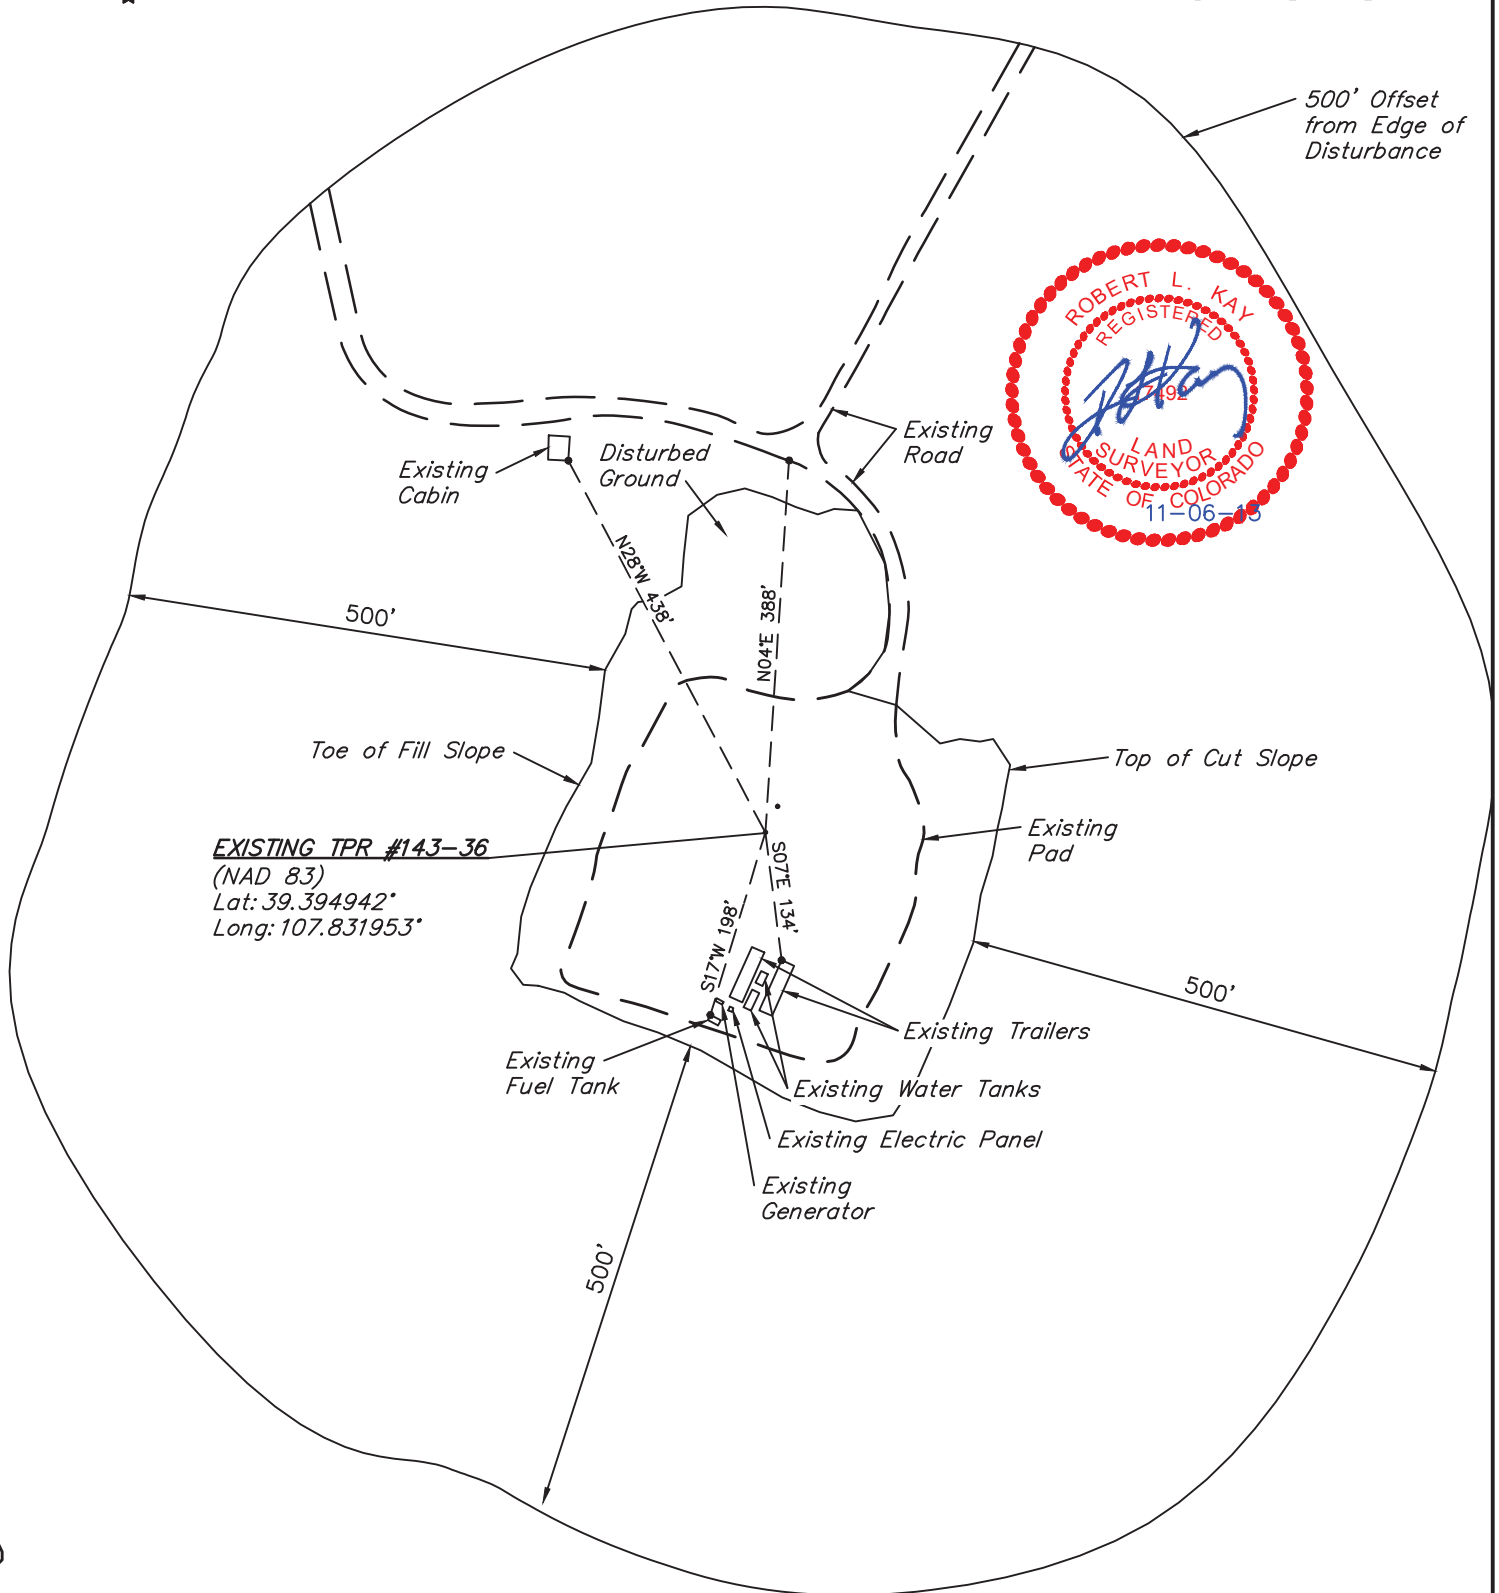 500' Offset
from Edge of
Disturbance
ROBERT L. KAY
REGISTERED
LAND
SURVEYOR
STATE OF COLORADO
11-06-13
Existing
Road
Disturbed
Ground
Existing
Cabin
N28°W 438'
N04°E 388'
500'
Toe of Fill Slope
Top of Cut Slope
Existing
Pad
EXISTING TPR #143-36
(NAD 83)
Lat: 39.394942°
Long: 107.831953°
S07°E 134'
S17°W 198'
500'
Existing Trailers
Existing
Fuel Tank
Existing Water Tanks
Existing Electric Panel
Existing
Generator
500'